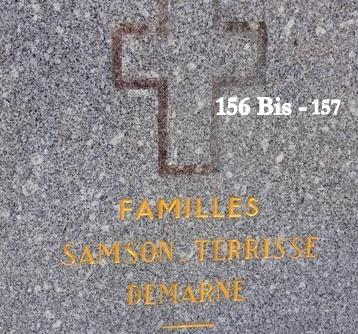 156 Bis - 157
FAMILLES
SAMSON - TERRISSE
DEMARNE